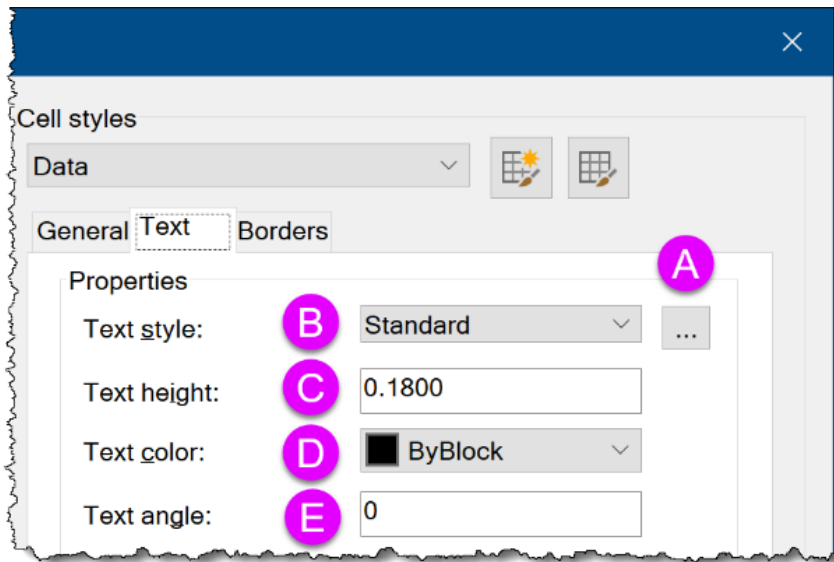 Cell styles
Data
General Text Borders
A
Properties
Text style: B Standard ...
Text height: C 0.1800
Text color: D ByBlock
Text angle: E 0